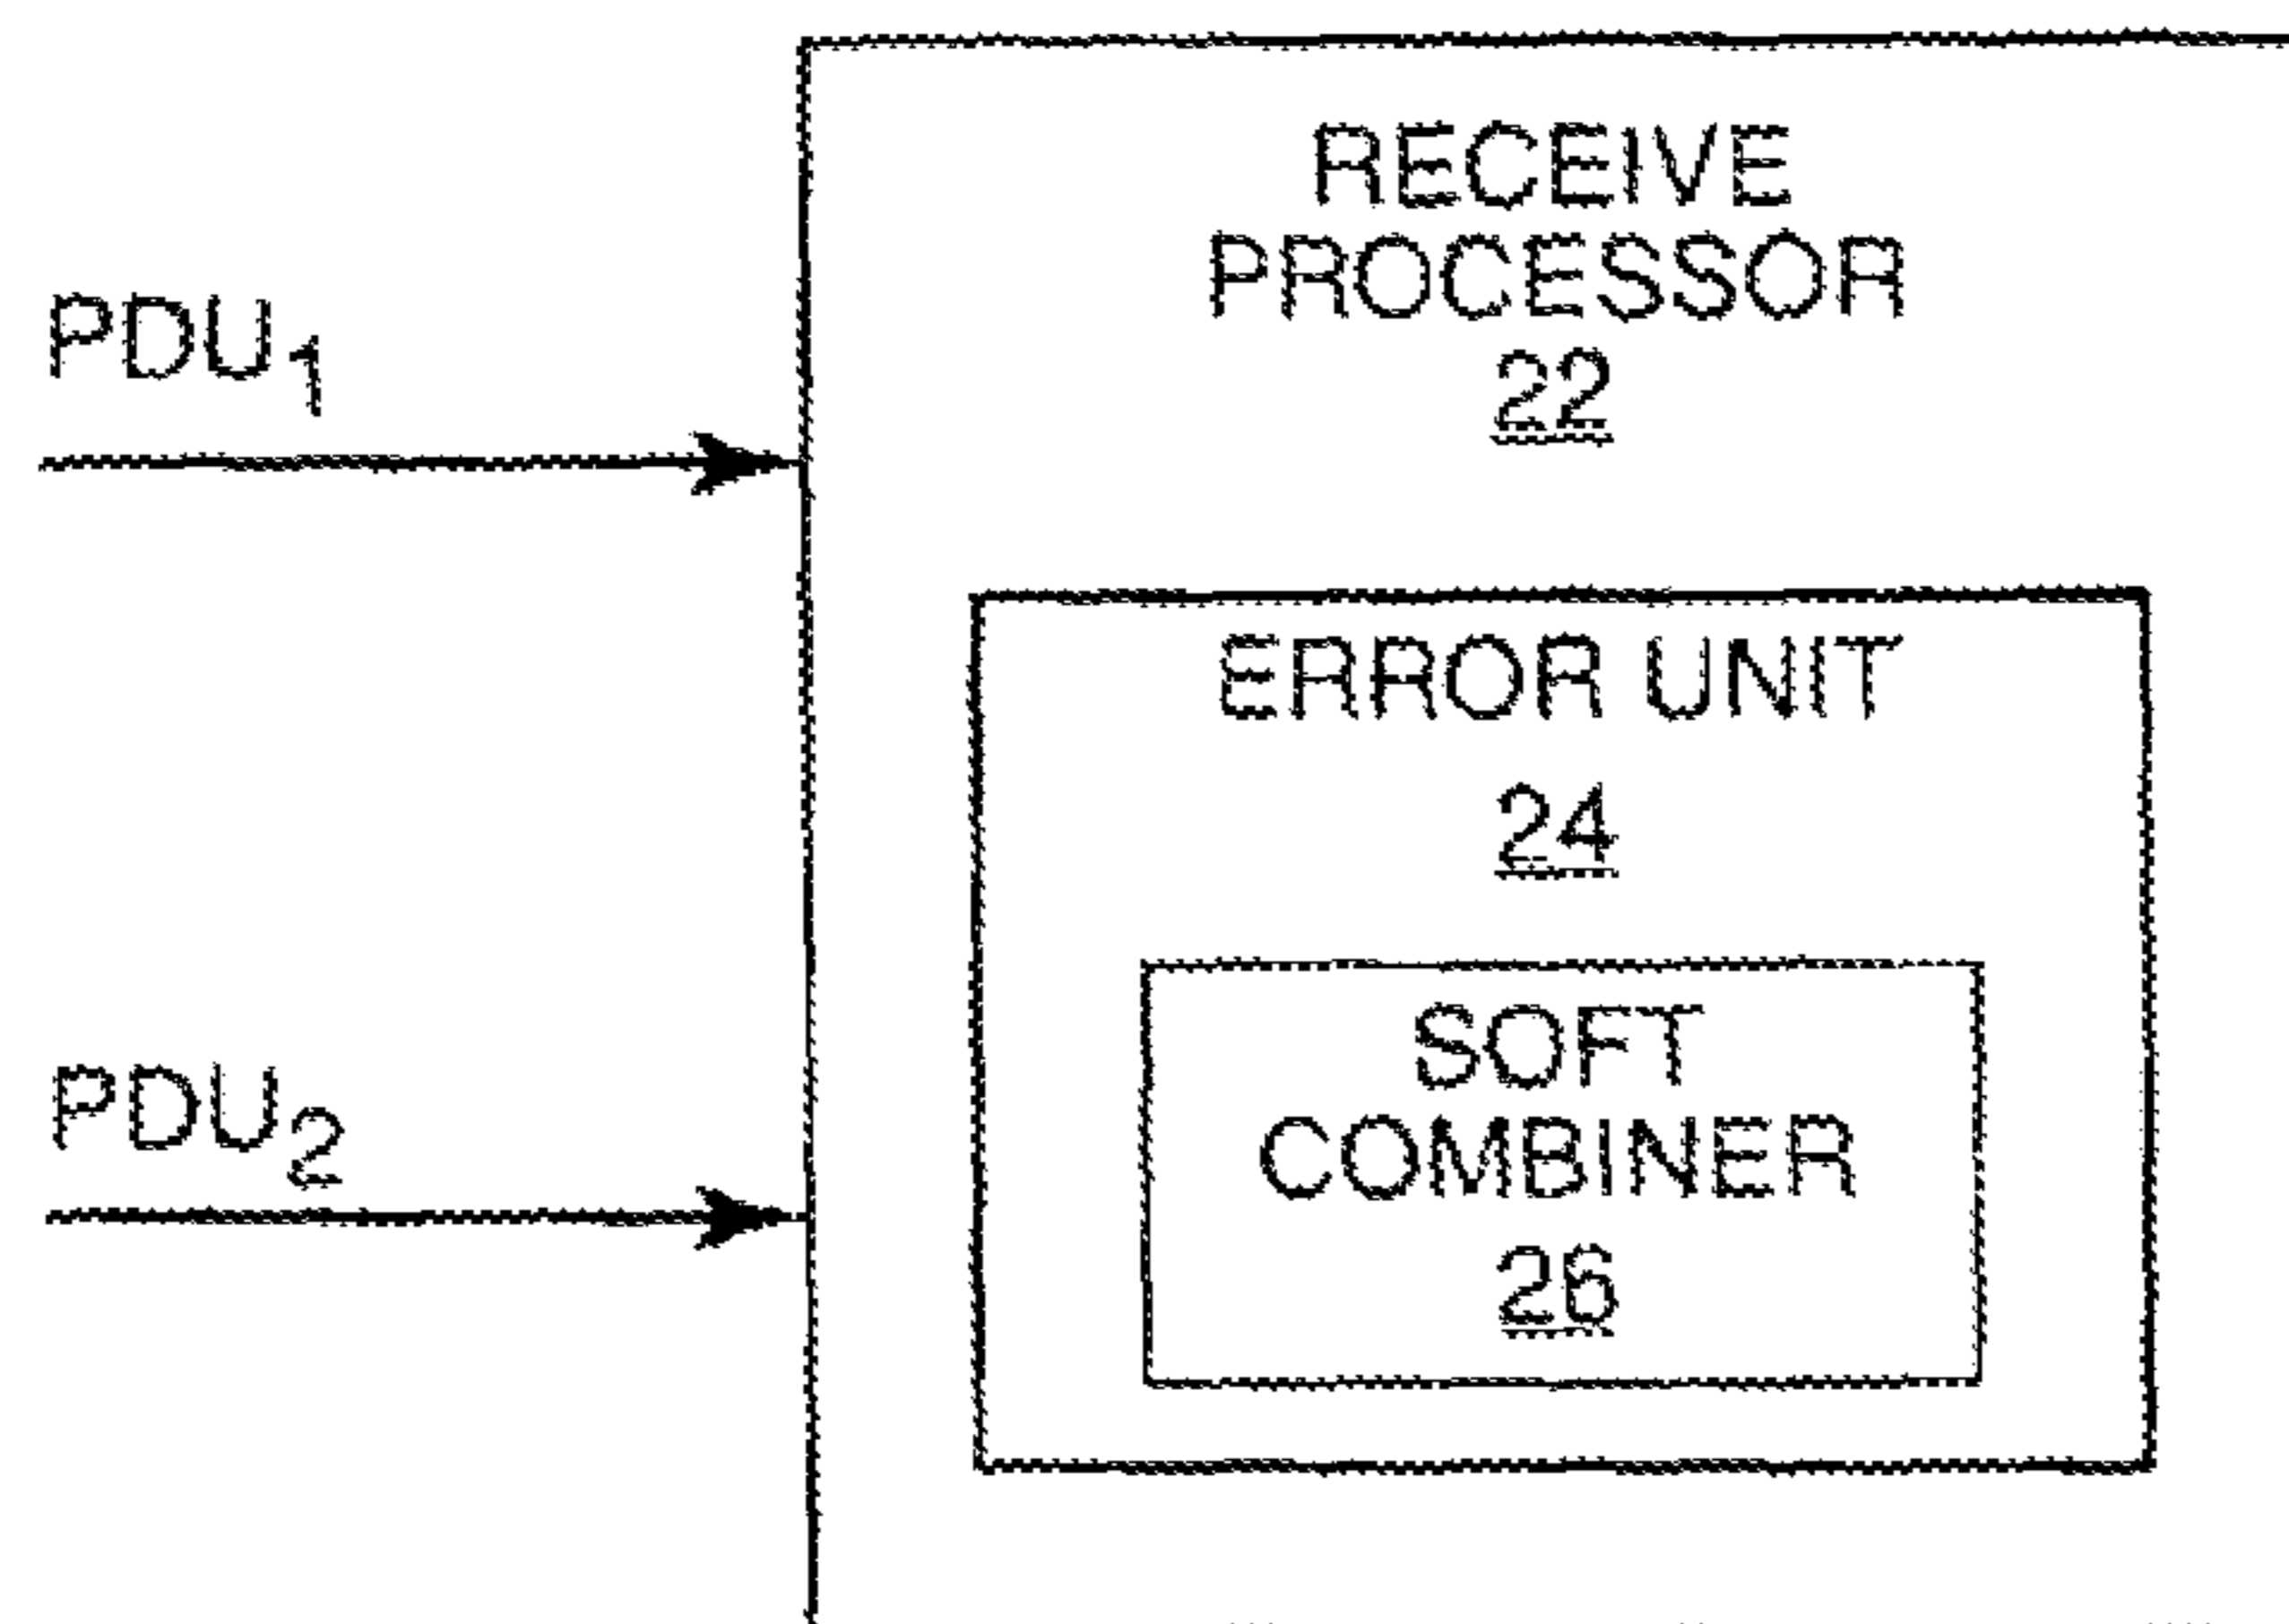 RECEIVE
PROCESSOR
22
PDU1
ERROR UNIT
24
SOFT
COMBINER
26
PDU2